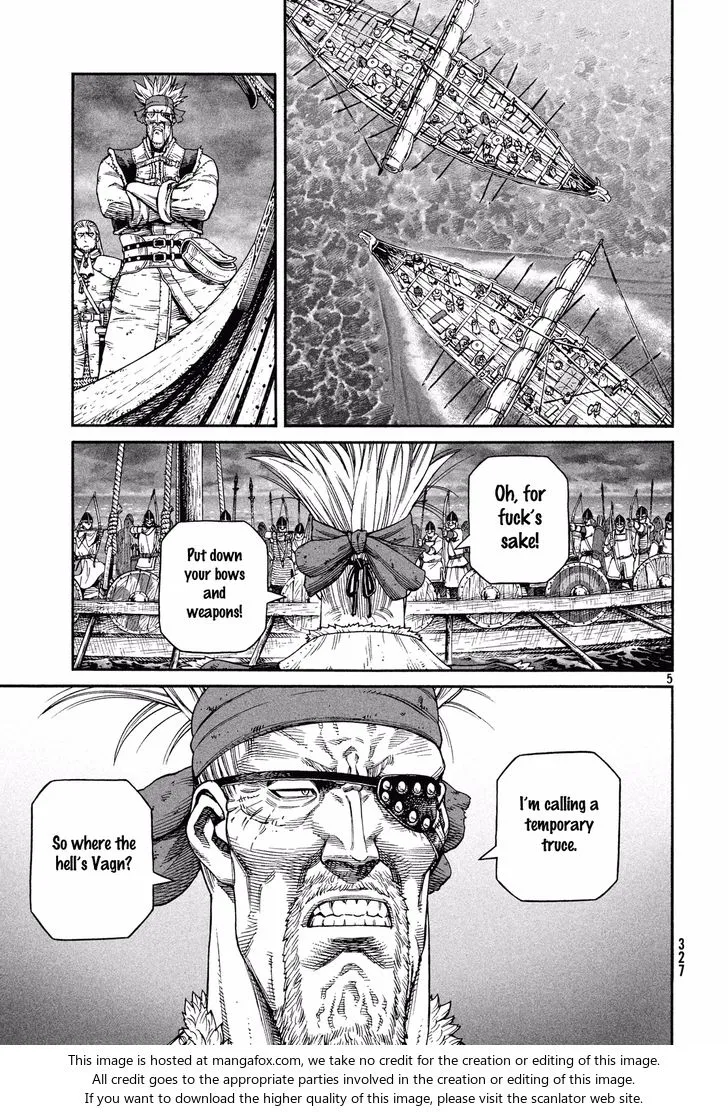 Oh, for
fuck's
sake!
Put down
your bows
and
weapons!
5
I'm calling a
temporary
truce.
So where the
hell's Vagn?
327
This image is hosted at mangafox.com, we take no credit for the creation or editing of this image.
All credit goes to the appropriate parties involved in the creation or editing of this image.
If you want to download the higher quality of this image, please visit the scanlator web site.